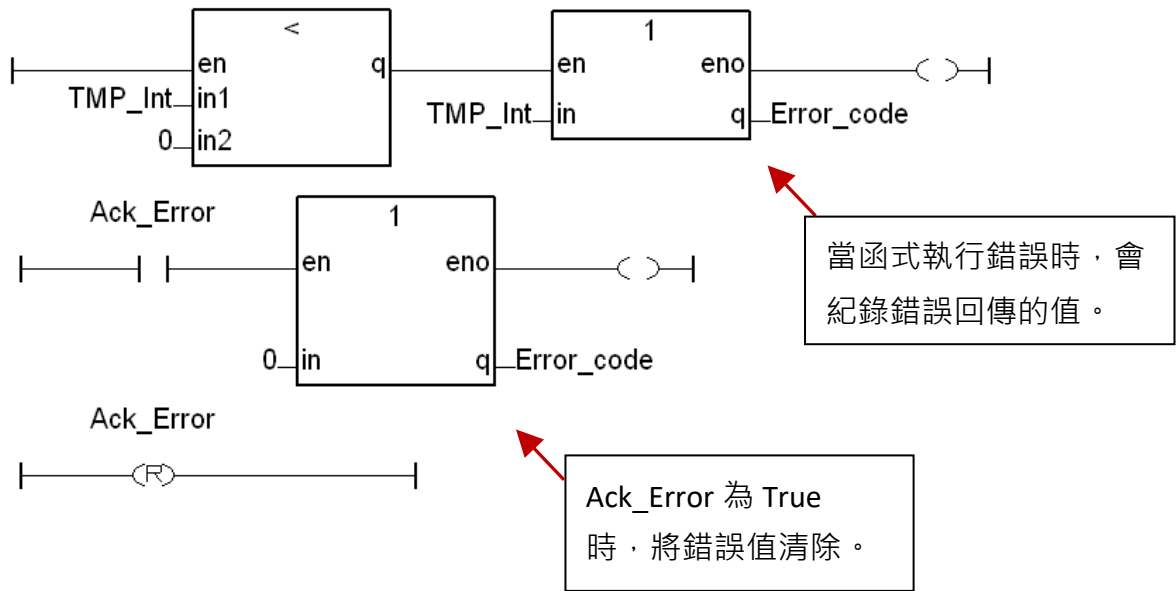 <
1
en
q
en
eno
TMP_Int
in1
TMP_Int
in
q
Error_code
0
in2
Ack_Error
1
en
eno
當函式執行錯誤時，會
紀錄錯誤回傳的值。
0
in
q
Error_code
Ack_Error
R
Ack_Error 為 True
時，將錯誤值清除。